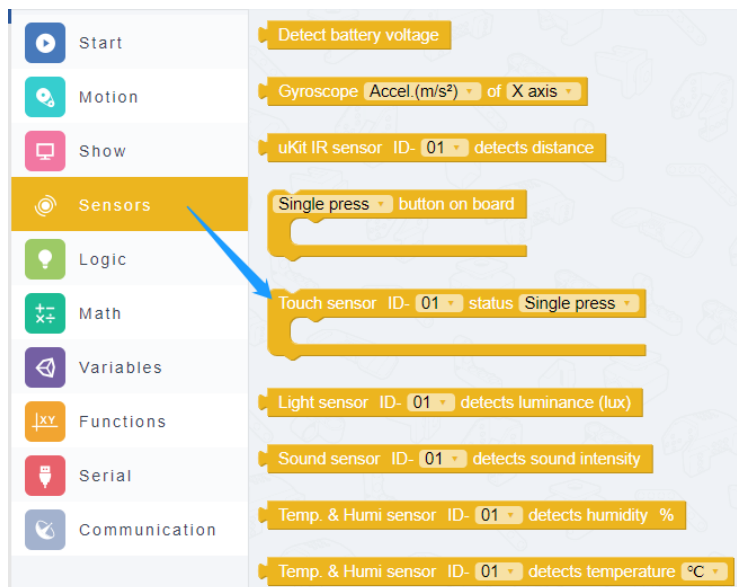 Start
Motion
Show
Sensors
Logic
Math
Variables
Functions
Serial
Communication
Detect battery voltage
Gyroscope Accel.(m/s²) of X axis
uKit IR sensor ID- 01 detects distance
Single press button on board
Touch sensor ID- 01 status Single press
Light sensor ID- 01 detects luminance (lux)
Sound sensor ID- 01 detects sound intensity
Temp. & Humi sensor ID- 01 detects humidity %
Temp. & Humi sensor ID- 01 detects temperature °C